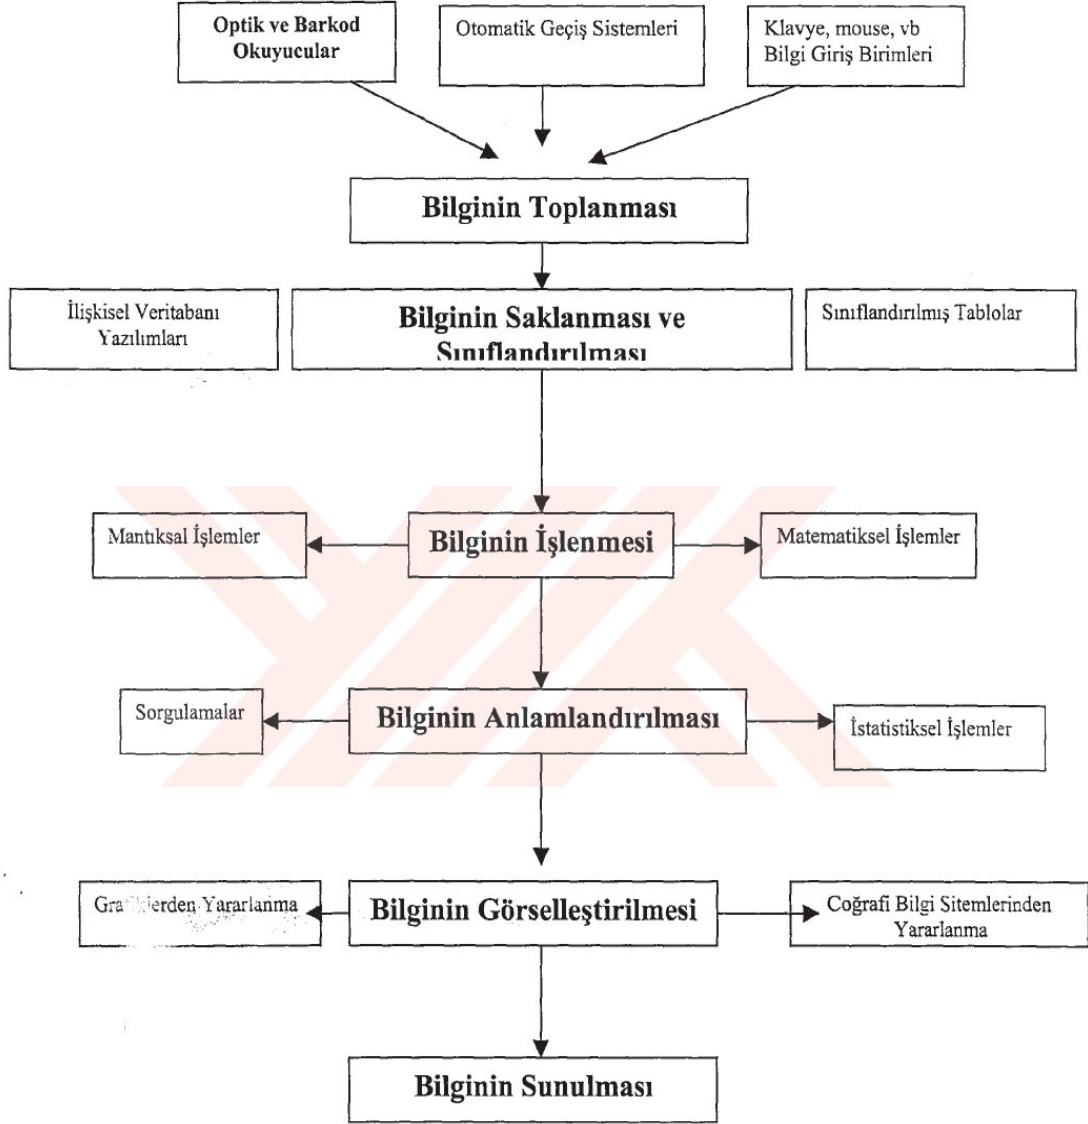 Optik ve Barkod
Okuyucular
Otomatik Geçiş Sistemleri
Klavye, mouse, vb
Bilgi Giriş Birimleri
Bilginin Toplanması
İlişkisel Veritabanı
Yazılımları
Bilginin Saklanması ve
Sınıflandırılması
Sınıflandırılmış Tablolar
Mantıksal İşlemler
Bilginin İşlenmesi
Matematiksel İşlemler
Sorgulamalar
Bilginin Anlamlandırılması
İstatistiksel İşlemler
Grafiklerden Yararlanma
Bilginin Görselleştirilmesi
Coğrafi Bilgi Sitemlerinden
Yararlanma
Bilginin Sunulması